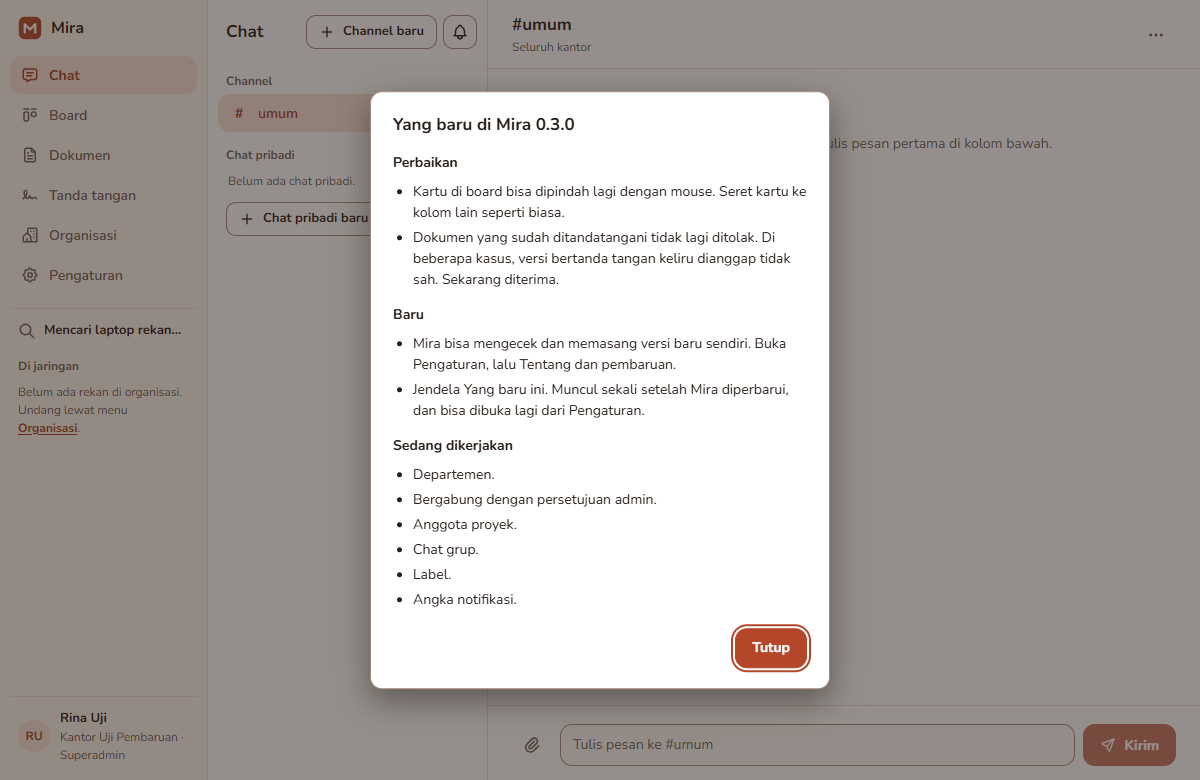 Mira
Chat
Board
Dokumen
Tanda tangan
Organisasi
Pengaturan
Mencari laptop rekan...
Di jaringan
Belum ada rekan di organisasi.
Undang lewat menu
Organisasi.
RU
Rina Uji
Kantor Uji Pembaruan ·
Superadmin
Chat
Channel baru
Channel
# umum
Chat pribadi
Belum ada chat pribadi.
Chat pribadi baru
#umum
Seluruh kantor
tulis pesan pertama di kolom bawah.
Yang baru di Mira 0.3.0
Perbaikan
Kartu di board bisa dipindah lagi dengan mouse. Seret kartu ke
kolom lain seperti biasa.
Dokumen yang sudah ditandatangani tidak lagi ditolak. Di
beberapa kasus, versi bertanda tangan keliru dianggap tidak
sah. Sekarang diterima.
Baru
Mira bisa mengecek dan memasang versi baru sendiri. Buka
Pengaturan, lalu Tentang dan pembaruan.
Jendela Yang baru ini. Muncul sekali setelah Mira diperbarui,
dan bisa dibuka lagi dari Pengaturan.
Sedang dikerjakan
Departemen.
Bergabung dengan persetujuan admin.
Anggota proyek.
Chat grup.
Label.
Angka notifikasi.
Tutup
Tulis pesan ke #umum
Kirim